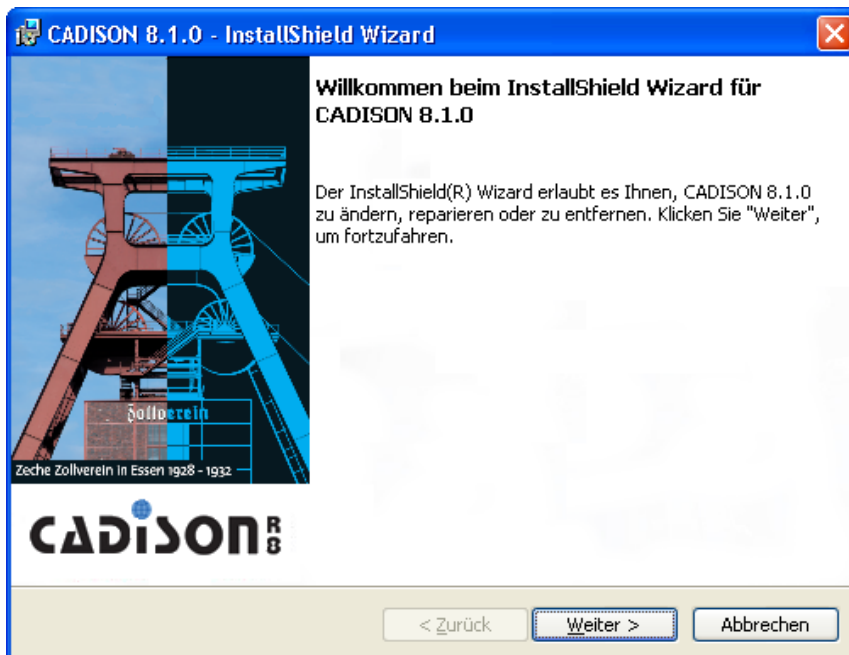 CADISON 8.1.0 - InstallShield Wizard
Willkommen beim InstallShield Wizard für
CADISON 8.1.0
Der InstallShield(R) Wizard erlaubt es Ihnen, CADISON 8.1.0
zu ändern, reparieren oder zu entfernen. Klicken Sie "Weiter",
um fortzufahren.
Zollverein
Zeche Zollverein in Essen 1928 - 1932
CADISON R8
< Zurück
Weiter >
Abbrechen